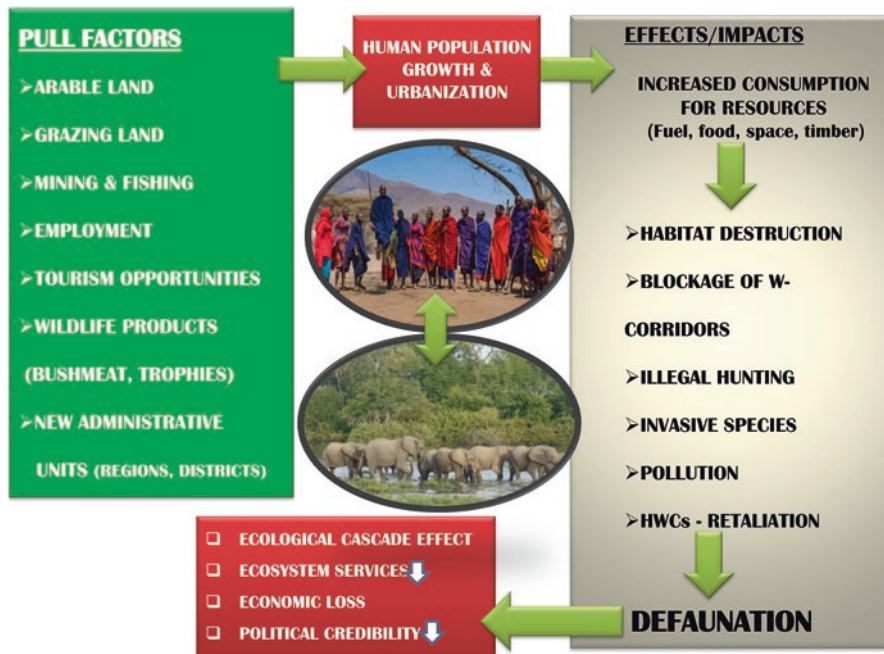 PULL FACTORS
➢ARABLE LAND
➢GRAZING LAND
➢MINING & FISHING
➢EMPLOYMENT
➢TOURISM OPPORTUNITIES
➢WILDLIFE PRODUCTS
(BUSHMEAT, TROPHIES)
➢NEW ADMINISTRATIVE
UNITS (REGIONS, DISTRICTS)
HUMAN POPULATION
GROWTH &
URBANIZATION
EFFECTS/IMPACTS
INCREASED CONSUMPTION
FOR RESOURCES
(Fuel, food, space, timber)
➢HABITAT DESTRUCTION
➢BLOCKAGE OF W-
CORRIDORS
➢ILLEGAL HUNTING
➢INVASIVE SPECIES
➢POLLUTION
➢HWCs - RETALIATION
DEFAUNATION
❑ ECOLOGICAL CASCADE EFFECT
❑ ECOSYSTEM SERVICES
❑ ECONOMIC LOSS
❑ POLITICAL CREDIBILITY